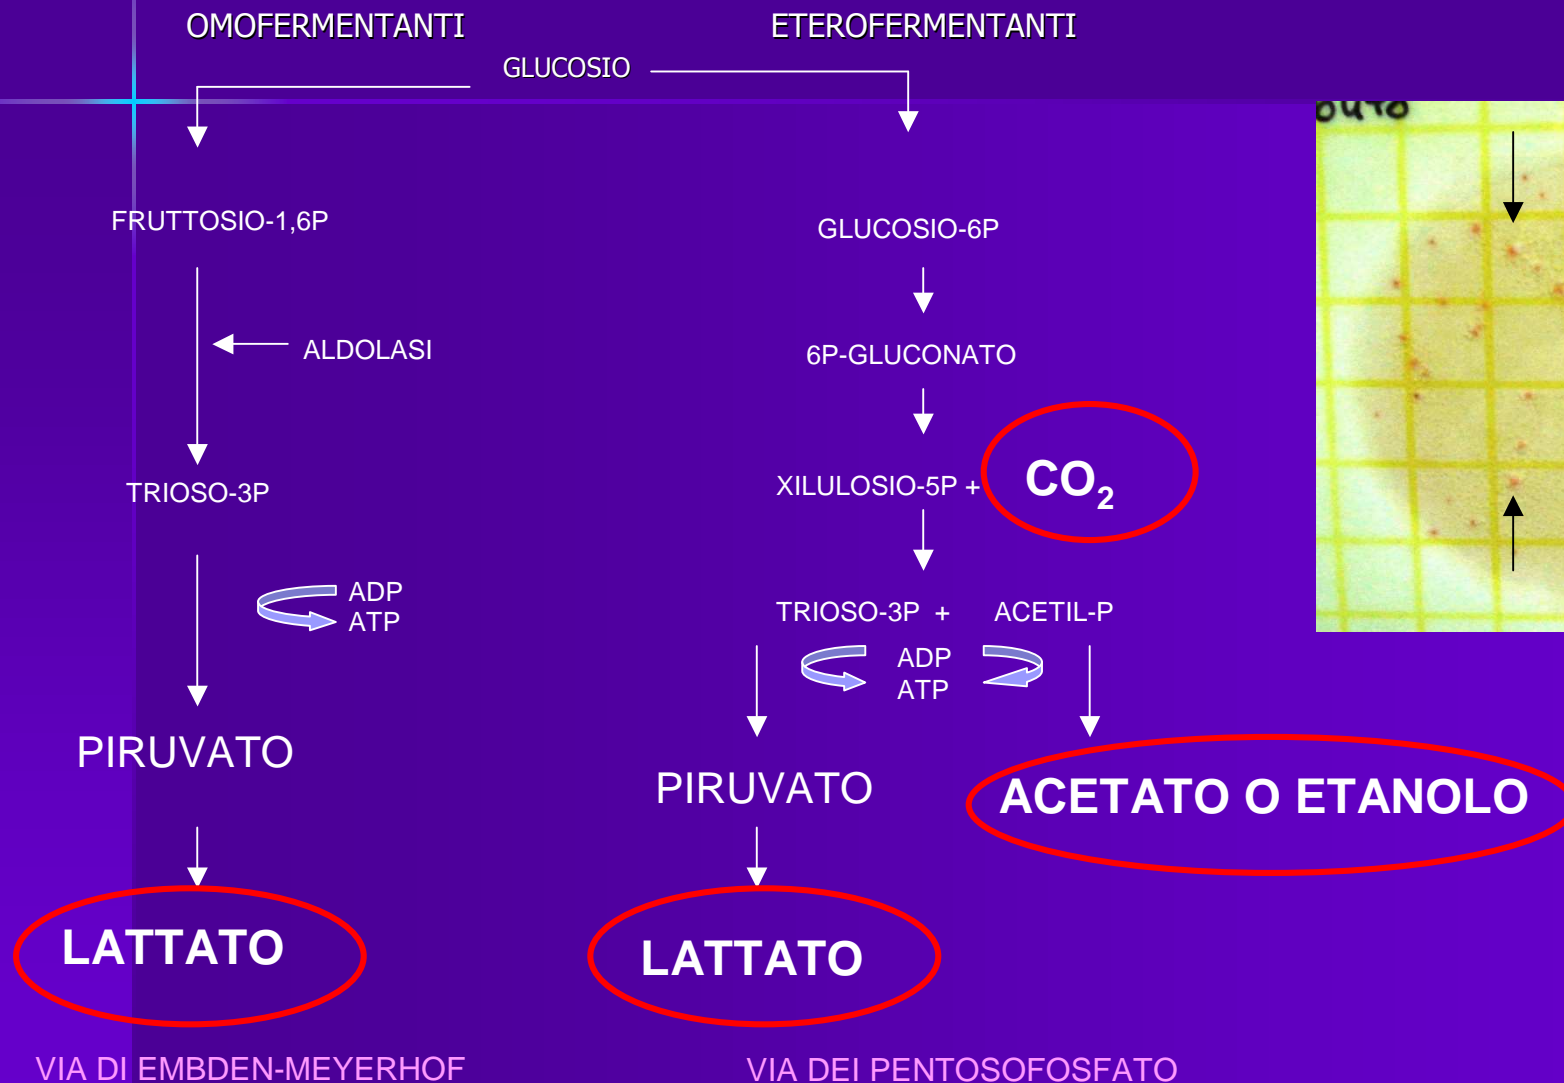 OMOFERMENTANTI
ETEROFERMENTANTI
GLUCOSIO
FRUTTOSIO-1,6P
ALDOLASI
TRIOSO-3P
ADP
ATP
PIRUVATO
LATTATO
VIA DI EMBDEN-MEYERHOF
GLUCOSIO-6P
6P-GLUCONATO
XILULOSIO-5P + CO₂
TRIOSO-3P + ACETIL-P
ADP
ATP
PIRUVATO
ACETATO O ETANOLO
LATTATO
VIA DEI PENTOSOFOSFATO